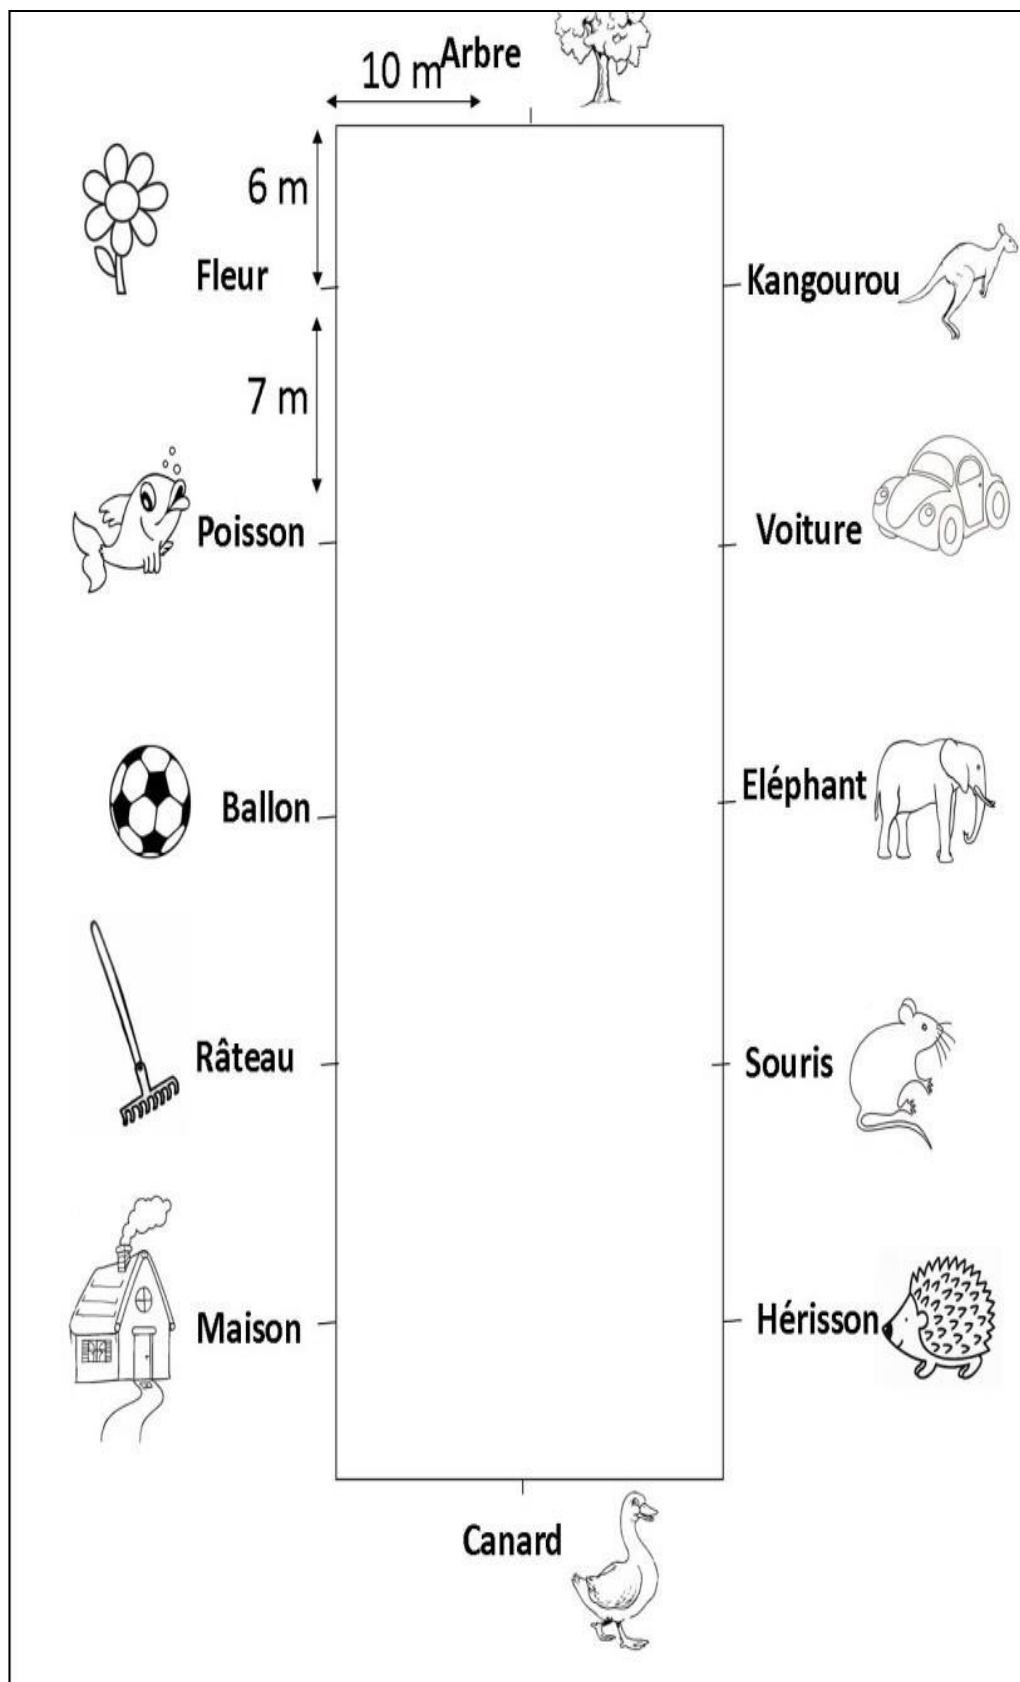 Arbre
10 m
6 m
Fleur
Kangourou
7 m
Poisson
Voiture
Ballon
Eléphant
Râteau
Souris
Maison
Hérisson
Canard